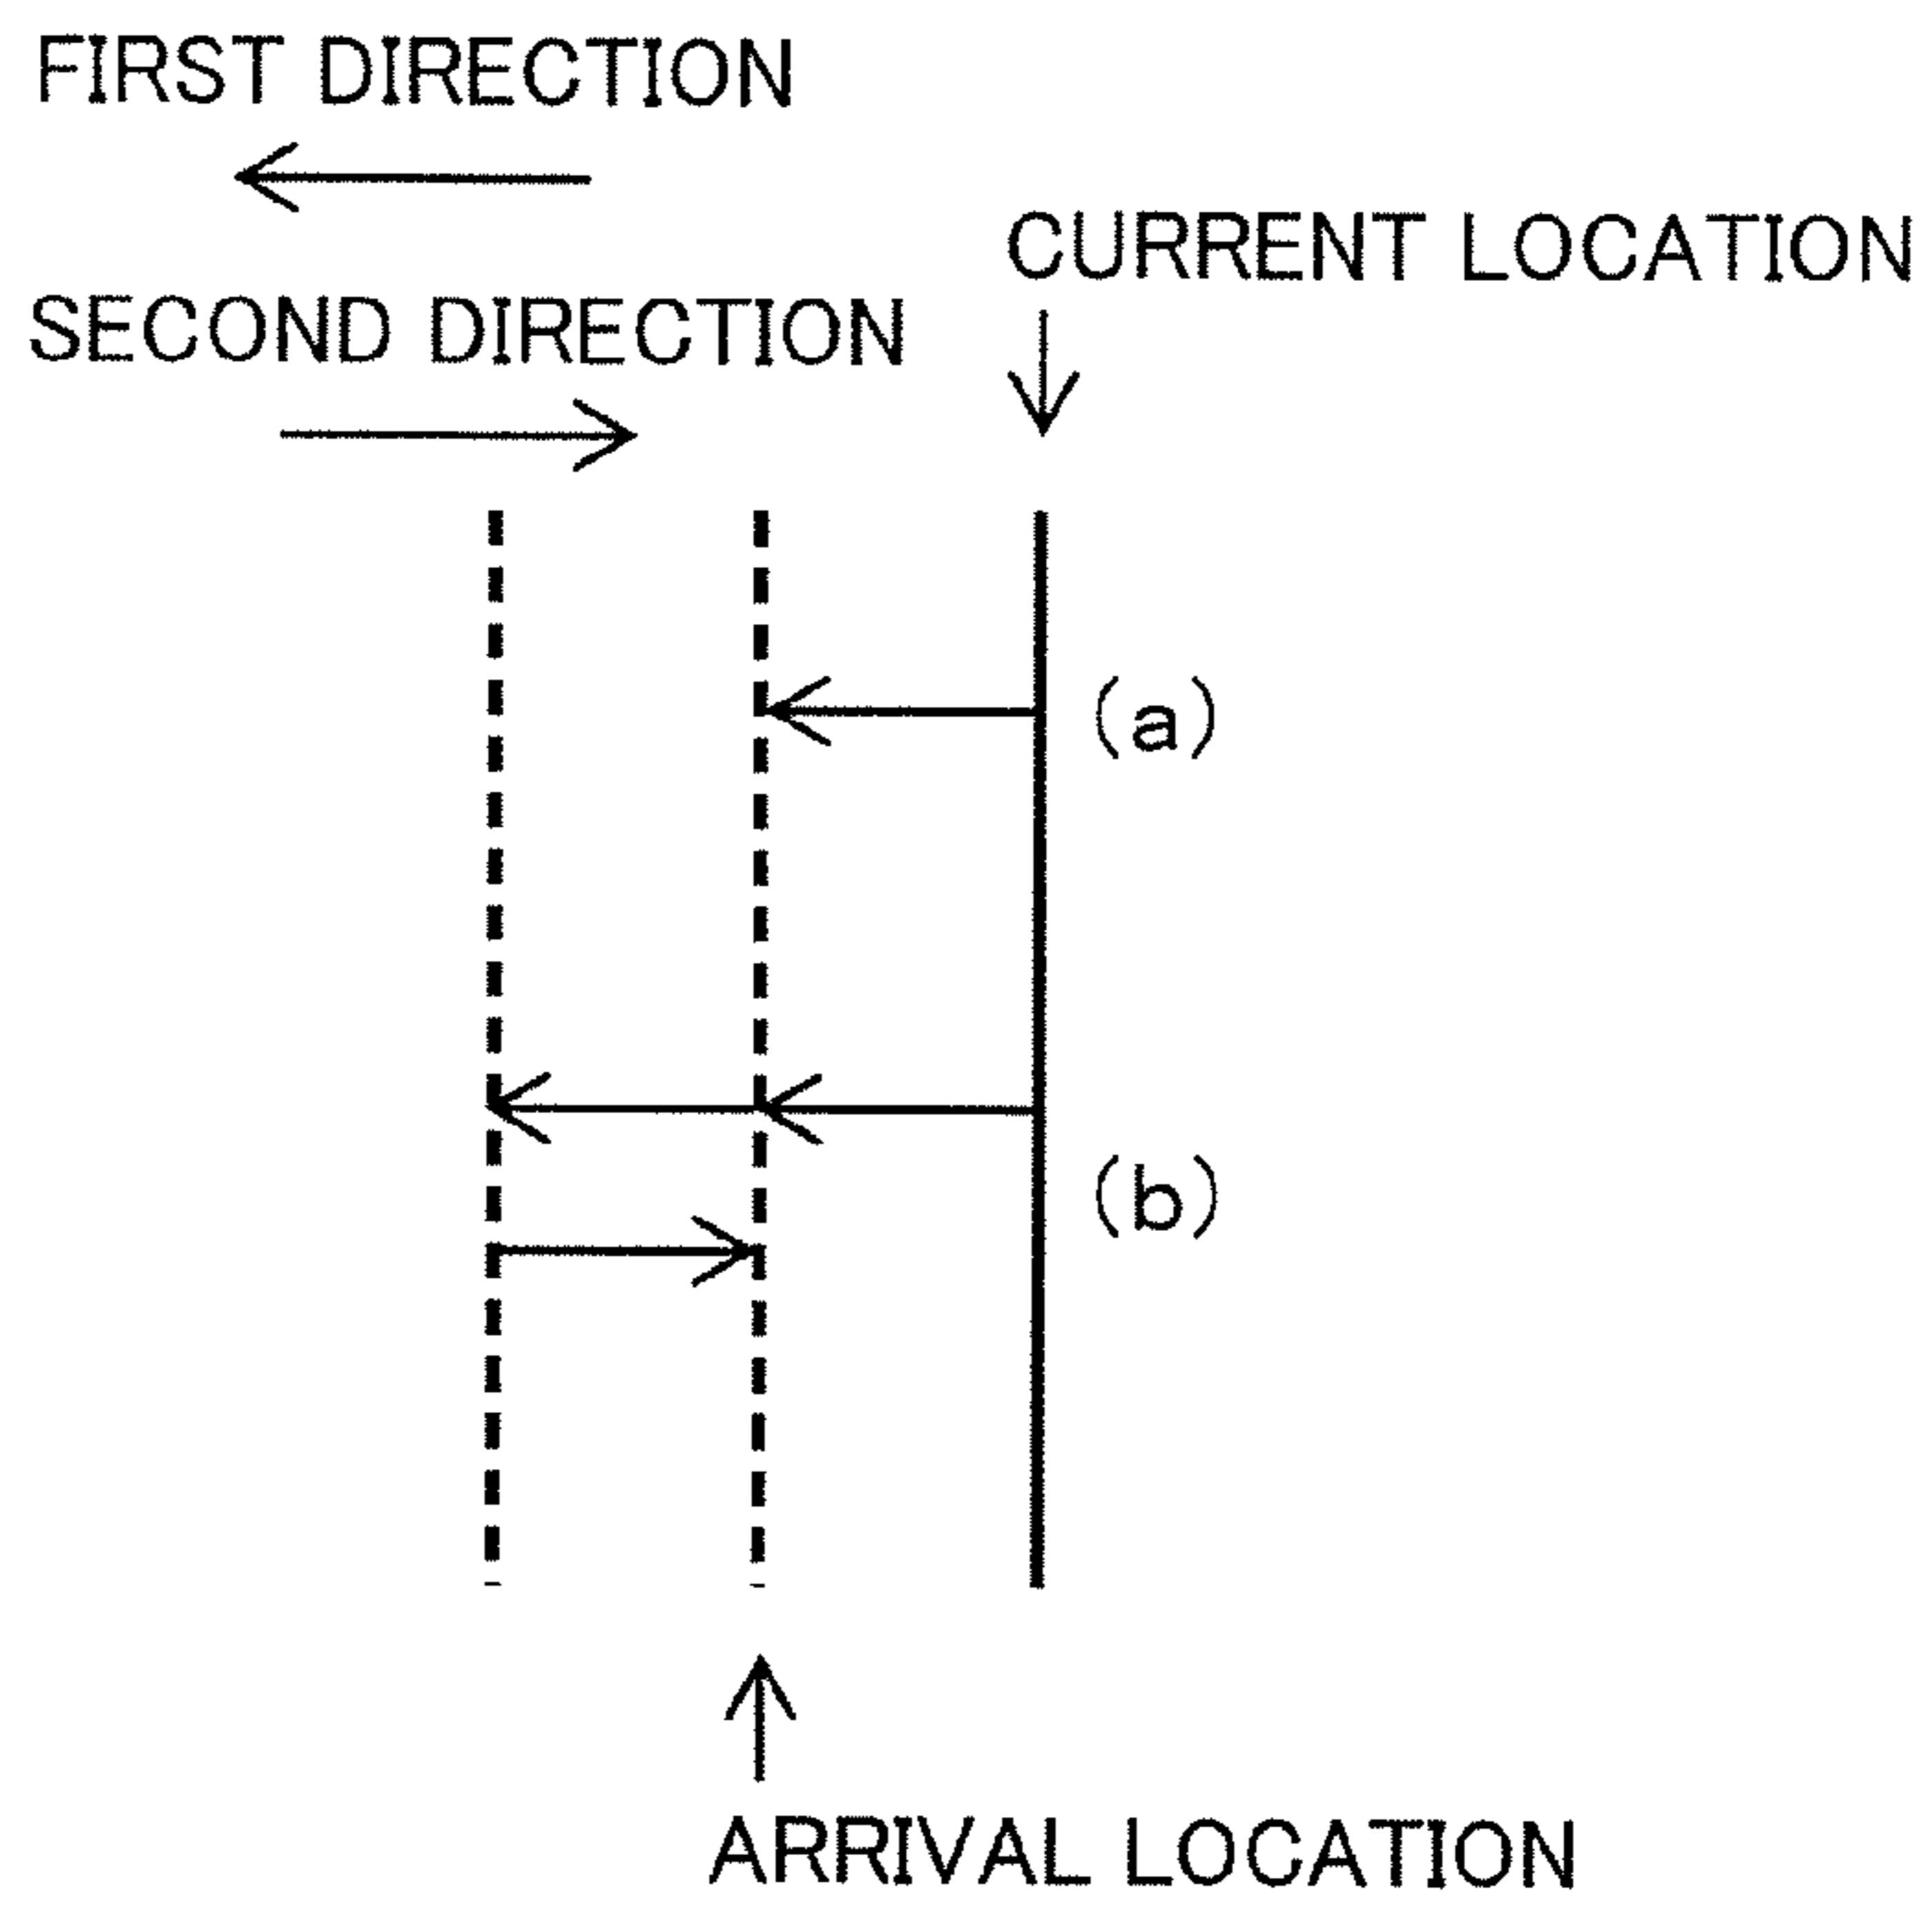 FIRST DIRECTION
CURRENT LOCATION
SECOND DIRECTION
(a)
(b)
ARRIVAL LOCATION